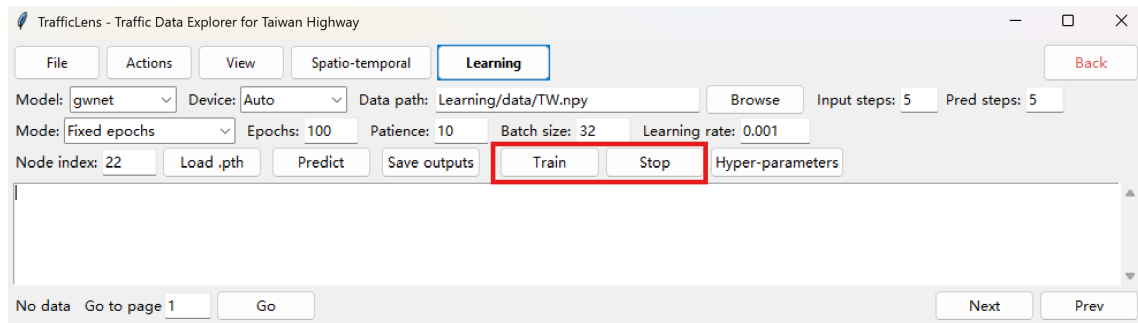 TrafficLens - Traffic Data Explorer for Taiwan Highway
File Actions View Spatio-temporal Learning Back
Model: gwnet Device: Auto Data path: Learning/data/TW.npy Browse Input steps: 5 Pred steps: 5
Mode: Fixed epochs Epochs: 100 Patience: 10 Batch size: 32 Learning rate: 0.001
Node index: 22 Load .pth Predict Save outputs Train Stop Hyper-parameters
No data Go to page 1 Go Next Prev